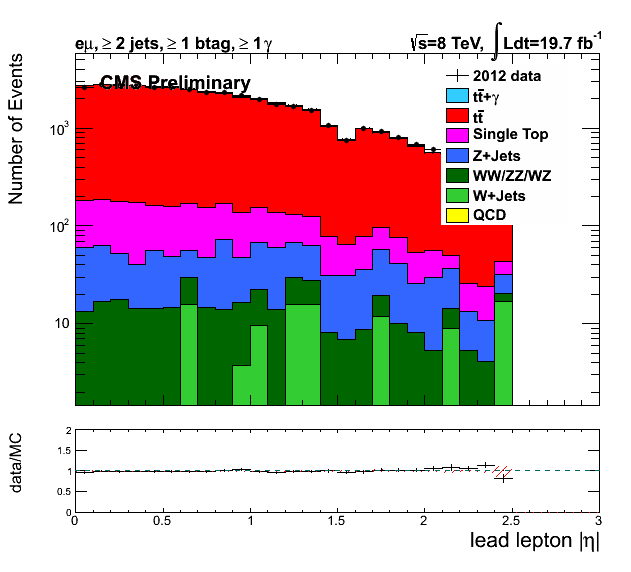 eμ, ≥ 2 jets, ≥ 1 btag, ≥ 1γ
√s=8 TeV, ∫ Ldt=19.7 fb⁻¹
CMS Preliminary
Number of Events
10³
10²
10
2012 data
tt̄+γ
tt̄
Single Top
Z+Jets
WW/ZZ/WZ
W+Jets
QCD
data/MC
2
1.5
1
0.5
0
0 0.5 1 1.5 2 2.5 3
lead lepton |η|